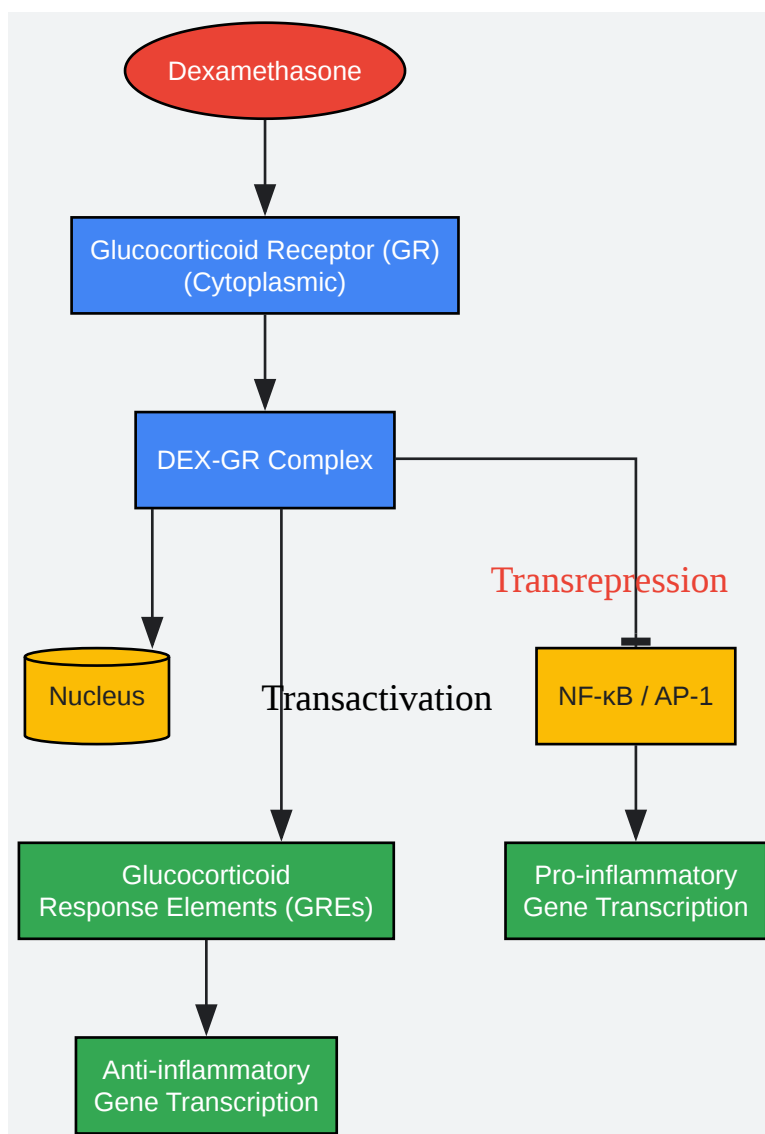 Dexamethasone
Glucocorticoid Receptor (GR)
(Cytoplasmic)
DEX-GR Complex
Transrepression
Nucleus
Transactivation
NF-κB / AP-1
Glucocorticoid
Response Elements (GREs)
Pro-inflammatory
Gene Transcription
Anti-inflammatory
Gene Transcription